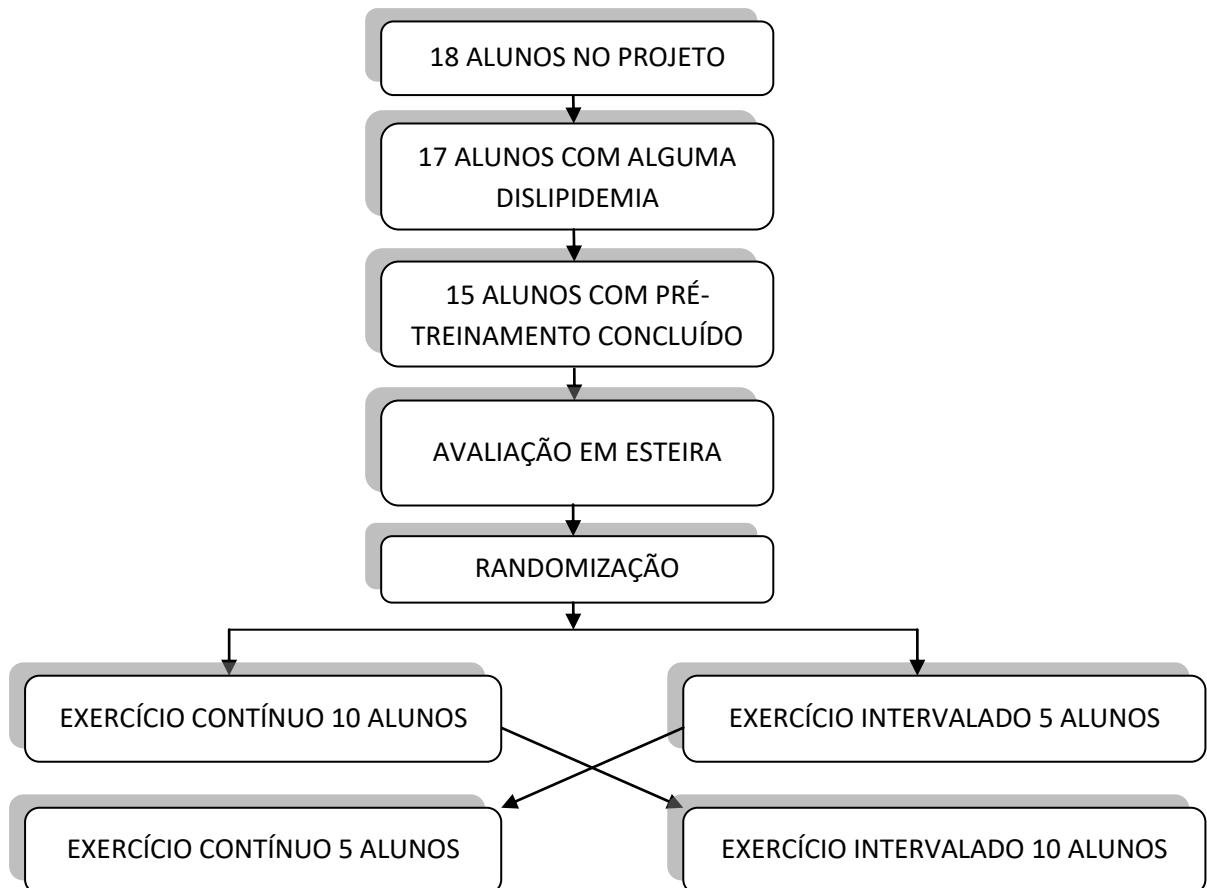 18 ALUNOS NO PROJETO
17 ALUNOS COM ALGUMA
DISLIPIDEMIA
15 ALUNOS COM PRÉ-
TREINAMENTO CONCLUÍDO
AVALIAÇÃO EM ESTEIRA
RANDOMIZAÇÃO
EXERCÍCIO CONTÍNUO 10 ALUNOS
EXERCÍCIO INTERVALADO 5 ALUNOS
EXERCÍCIO CONTÍNUO 5 ALUNOS
EXERCÍCIO INTERVALADO 10 ALUNOS